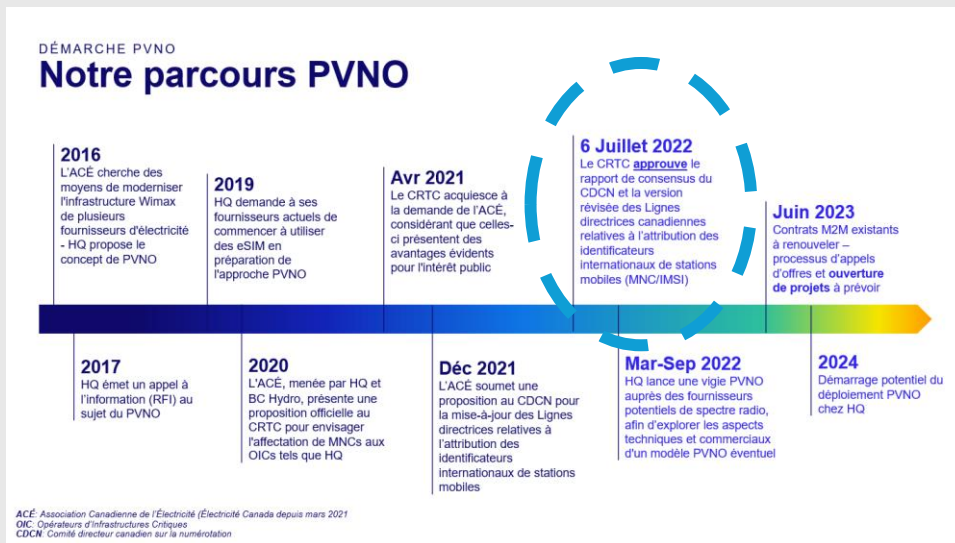 DÉMARCHE PVNO
Notre parcours PVNO
2016
L'ACÉ cherche des
moyens de moderniser
l'infrastructure Wimax
de plusieurs
fournisseurs d'électricité
- HQ propose le
concept de PVNO
2019
HQ demande à ses
fournisseurs actuels de
commencer à utiliser
des eSIM en
préparation de
l'approche PVNO
Avr 2021
Le CRTC acquiesce à
la demande de l'ACÉ,
considérant que celles-
ci présentent des
avantages évidents
pour l'intérêt public
6 Juillet 2022
Le CRTC approuve le
rapport de consensus du
CDCN et la version
révisée des Lignes
directrices canadiennes
relatives à l'attribution des
identificateurs
internationaux de stations
mobiles (MNC/IMSI)
Juin 2023
Contrats M2M existants
à renouveler –
processus d'appels
d'offres et ouverture
de projets à prévoir
2017
HQ émet un appel à
l'information (RFI) au
sujet du PVNO
2020
L'ACÉ, menée par HQ et
BC Hydro, présente une
proposition officielle au
CRTC pour envisager
l'affectation de MNCs aux
OICs tels que HQ
Déc 2021
L'ACÉ soumet une
proposition au CDCN pour
la mise-à-jour des Lignes
directrices relatives à
l'attribution des
identificateurs
internationaux de stations
mobiles
Mar-Sep 2022
HQ lance une vigie PVNO
auprès des fournisseurs
potentiels de spectre radio,
afin d'explorer les aspects
techniques et commerciaux
d'un modèle PVNO éventuel
2024
Démarrage potentiel du
déploiement PVNO
chez HQ
ACÉ: Association Canadienne de l'Électricité (Électricité Canada depuis mars 2021
OIC: Opérateurs d'Infrastructures Critiques
CDCN: Comité directeur canadien sur la numérotation